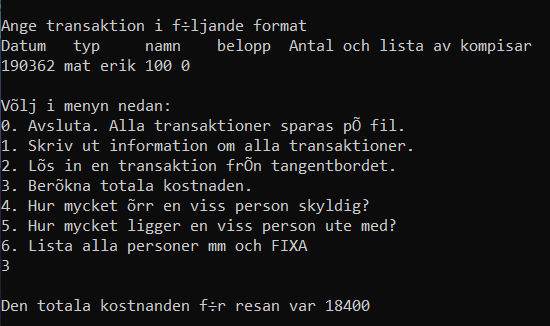 Ange transaktion i f÷ljande format
Datum   typ     namn    belopp  Antal och lista av kompisar
190362 mat erik 100 0

Võlj i menyn nedan:
0. Avsluta. Alla transaktioner sparas pÕ fil.
1. Skriv ut information om alla transaktioner.
2. Lõs in en transaktion frÕn tangentbordet.
3. Berõkna totala kostnaden.
4. Hur mycket õrr en viss person skyldig?
5. Hur mycket ligger en viss person ute med?
6. Lista alla personer mm och FIXA
3

Den totala kostnanden f÷r resan var 18400